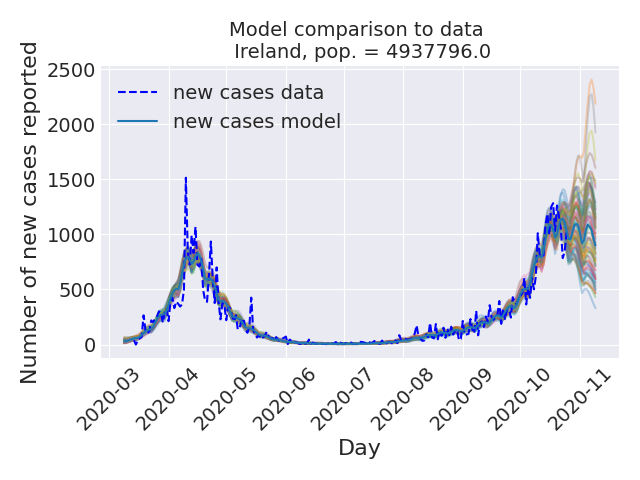 Model comparison to data
Ireland, pop. = 4937796.0
Number of new cases reported
2500
2000
1500
1000
500
0
new cases data
new cases model
2020-03
2020-04
2020-05
2020-06
2020-07
2020-08
2020-09
2020-10
2020-11
Day